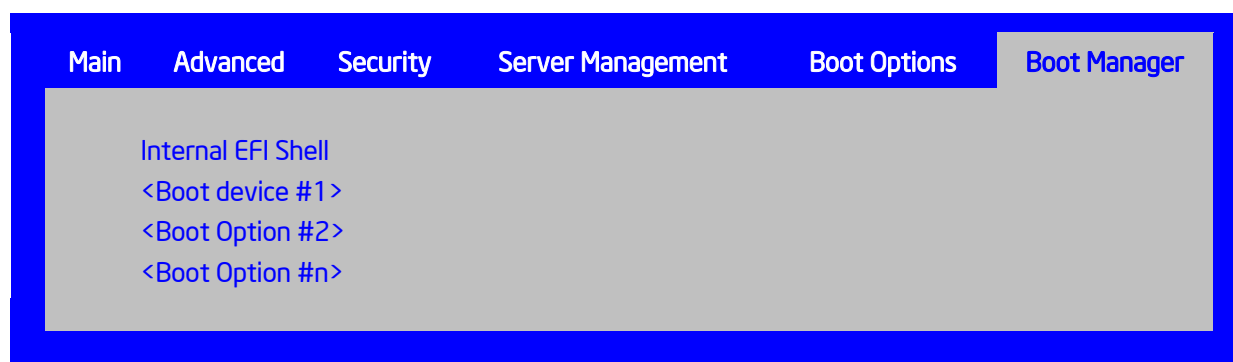 Main Advanced Security Server Management Boot Options Boot Manager
Internal EFI Shell
<Boot device #1>
<Boot Option #2>
<Boot Option #n>